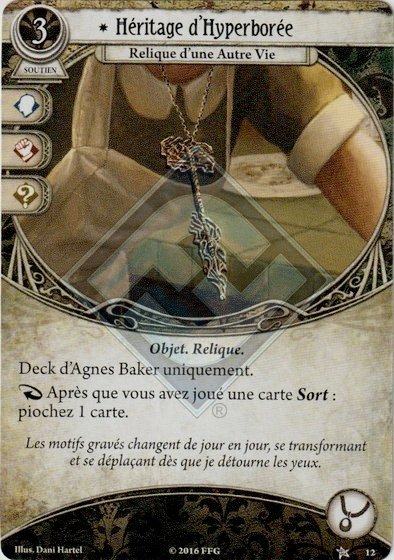 3
SOUTIEN
* Héritage d'Hyperborée
Relique d'une Autre Vie
?
Objet. Relique.
Deck d'Agnes Baker uniquement.
Après que vous avez joué une carte Sort :
piochez 1 carte.
®
Les motifs gravés changent de jour en jour, se transformant
et se déplaçant dès que je détourne les yeux.
Illus. Dani Hartel
© 2016 FFG
12